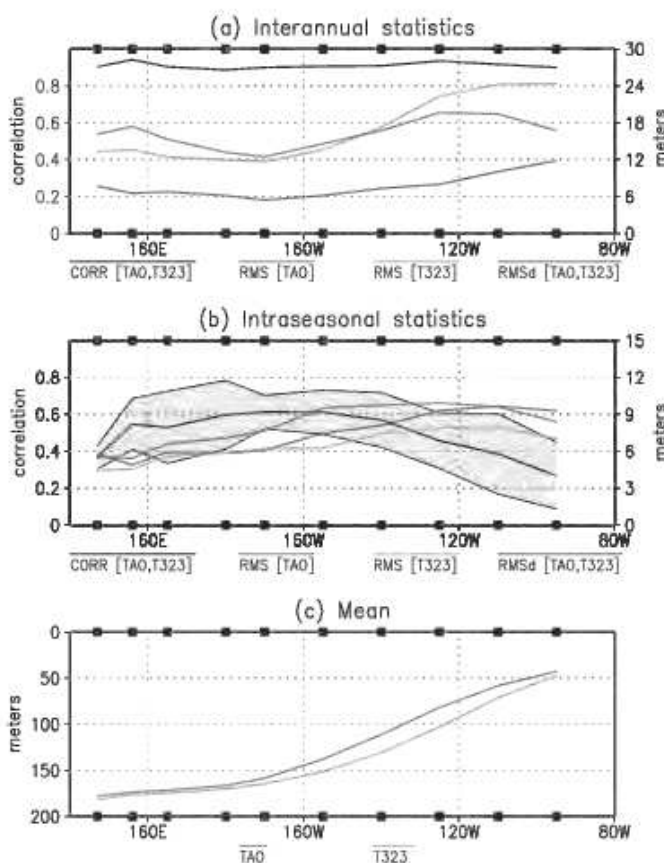 (a) Interannual statistics
correlation
0.8
0.6
0.4
0.2
0
30
24
18
12
6
0
meters
160E 160W 120W 80W
CORR [TAO,T323] RMS [TAO] RMS [T323] RMSd [TAO,T323]
(b) Intraseasonal statistics
correlation
0.8
0.6
0.4
0.2
0
15
12
9
6
3
0
meters
160E 160W 120W 80W
CORR [TAO,T323] RMS [TAO] RMS [T323] RMSd [TAO,T323]
(c) Mean
meters
0
50
100
150
200
160E 160W 120W 80W
TAO T323